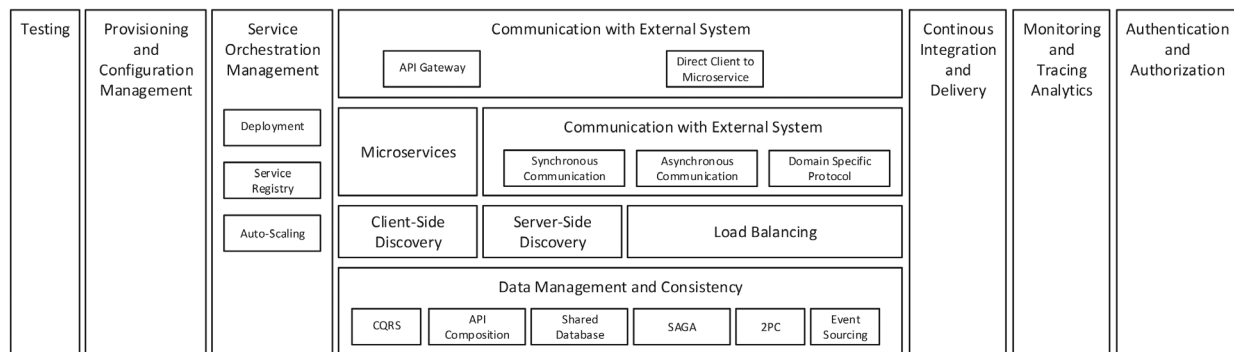 Testing
Provisioning
and
Configuration
Management
Service
Orchestration
Management
Deployment
Service
Registry
Auto-Scaling
Communication with External System
API Gateway
Direct Client to
Microservice
Microservices
Communication with External System
Synchronous
Communication
Asynchronous
Communication
Domain Specific
Protocol
Client-Side
Discovery
Server-Side
Discovery
Load Balancing
Data Management and Consistency
CQRS
API
Composition
Shared
Database
SAGA
2PC
Event
Sourcing
Continous
Integration
and
Delivery
Monitoring
and
Tracing
Analytics
Authentication
and
Authorization